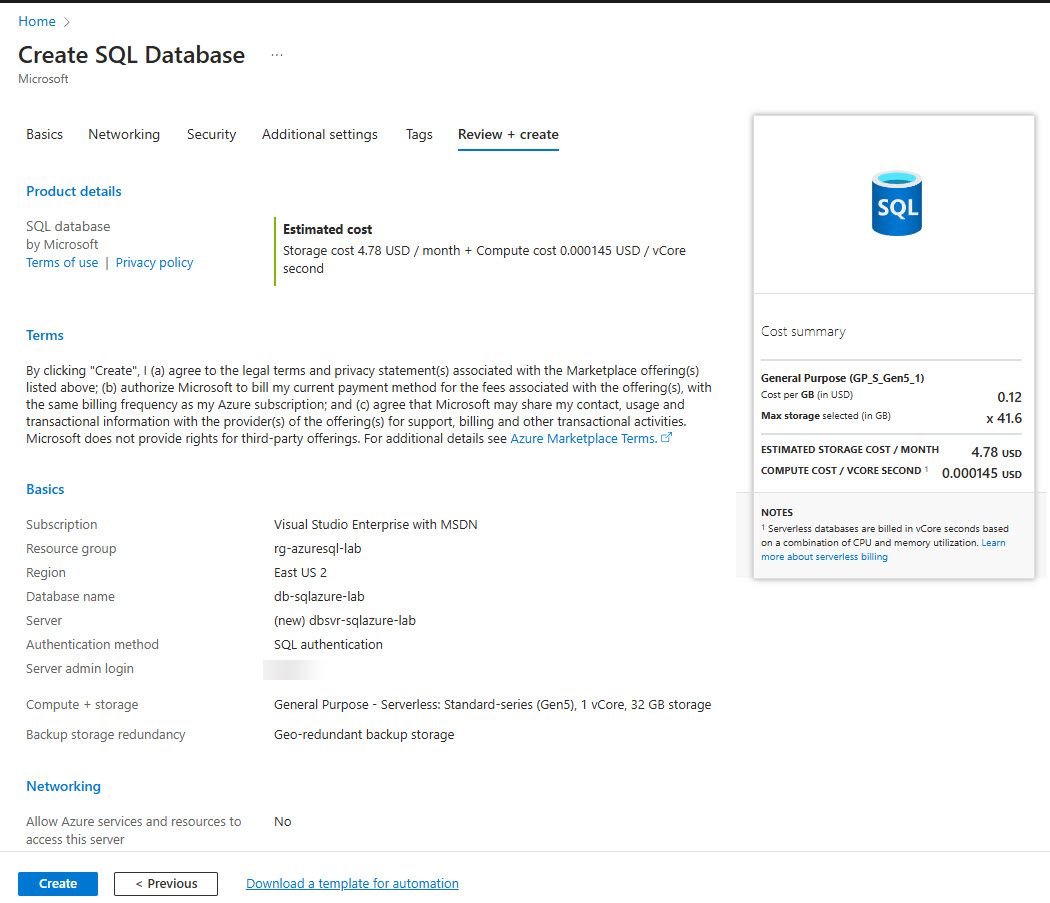 Home >
Create SQL Database ...
Microsoft
Basics Networking Security Additional settings Tags Review + create
Product details
SQL database
by Microsoft
Terms of use | Privacy policy
Estimated cost
Storage cost 4.78 USD / month + Compute cost 0.000145 USD / vCore
second
Terms
By clicking "Create", I (a) agree to the legal terms and privacy statement(s) associated with the Marketplace offering(s)
listed above; (b) authorize Microsoft to bill my current payment method for the fees associated with the offering(s), with
the same billing frequency as my Azure subscription; and (c) agree that Microsoft may share my contact, usage and
transactional information with the provider(s) of the offering(s) for support, billing and other transactional activities.
Microsoft does not provide rights for third-party offerings. For additional details see Azure Marketplace Terms.
Basics
Subscription Visual Studio Enterprise with MSDN
Resource group rg-azuresql-lab
Region East US 2
Database name db-sqlazure-lab
Server (new) dbsvr-sqlazure-lab
Authentication method SQL authentication
Server admin login
Compute + storage General Purpose - Serverless: Standard-series (Gen5), 1 vCore, 32 GB storage
Backup storage redundancy Geo-redundant backup storage
Networking
Allow Azure services and resources to No
access this server
SQL
Cost summary
General Purpose (GP_S_Gen5_1)
Cost per GB (in USD) 0.12
Max storage selected (in GB) x 41.6
ESTIMATED STORAGE COST / MONTH 4.78 USD
COMPUTE COST / VCORE SECOND ¹ 0.000145 USD
NOTES
¹ Serverless databases are billed in vCore seconds based
on a combination of CPU and memory utilization. Learn
more about serverless billing
Create < Previous Download a template for automation